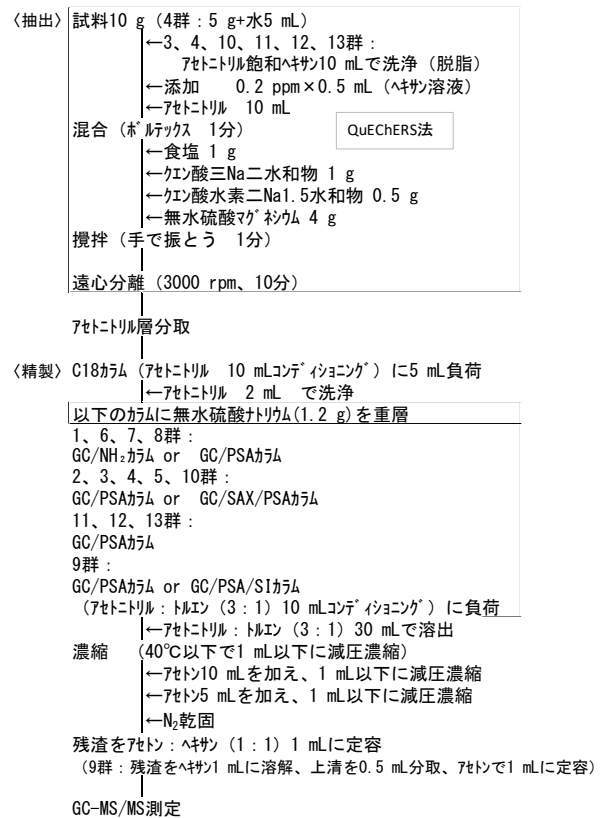 〈抽出〉試料10 g（4群：5 g+水5 mL）
←3、4、10、11、12、13群：
ｱｾﾄﾆﾄﾘﾙ飽和ﾍｷｻﾝ10 mLで洗浄（脱脂）
←添加　0.2 ppm×0.5 mL（ﾍｷｻﾝ溶液）
←ｱｾﾄﾆﾄﾘﾙ　10 mL
混合（ﾎﾞﾙﾃｯｸｽ　1分）
QuEChERS法
←食塩 1 g
←ｸｴﾝ酸三Na二水和物 1 g
←ｸｴﾝ酸水素二Na1.5水和物 0.5 g
←無水硫酸ﾏｸﾞﾈｼｳﾑ 4 g
攪拌（手で振とう　1分）
遠心分離（3000 rpm、10分）
ｱｾﾄﾆﾄﾘﾙ層分取
〈精製〉C18ｶﾗﾑ（ｱｾﾄﾆﾄﾘﾙ　10 mLｺﾝﾃﾞｨｼｮﾆﾝｸﾞ）に5 mL負荷
←ｱｾﾄﾆﾄﾘﾙ　2 mL　で洗浄
以下のｶﾗﾑに無水硫酸ﾅﾄﾘｳﾑ(1.2 g)を重層
1、6、7、8群：
GC/NH₂ｶﾗﾑ or　GC/PSAｶﾗﾑ
2、3、4、5、10群：
GC/PSAｶﾗﾑ or　GC/SAX/PSAｶﾗﾑ
11、12、13群：
GC/PSAｶﾗﾑ
9群：
GC/PSAｶﾗﾑ or GC/PSA/SIｶﾗﾑ
（ｱｾﾄﾆﾄﾘﾙ：ﾄﾙｴﾝ（3：1）10 mLｺﾝﾃﾞｨｼｮﾆﾝｸﾞ）に負荷
←ｱｾﾄﾆﾄﾘﾙ：ﾄﾙｴﾝ（3：1）30 mLで溶出
濃縮　（40℃以下で1 mL以下に減圧濃縮）
←ｱｾﾄﾝ10 mLを加え、1 mL以下に減圧濃縮
←ｱｾﾄﾝ5 mLを加え、1 mL以下に減圧濃縮
←N₂乾固
残渣をｱｾﾄﾝ：ﾍｷｻﾝ（1：1）1 mLに定容
（9群：残渣をﾍｷｻﾝ1 mLに溶解、上清を0.5 mL分取、ｱｾﾄﾝで1 mLに定容）
GC-MS/MS測定